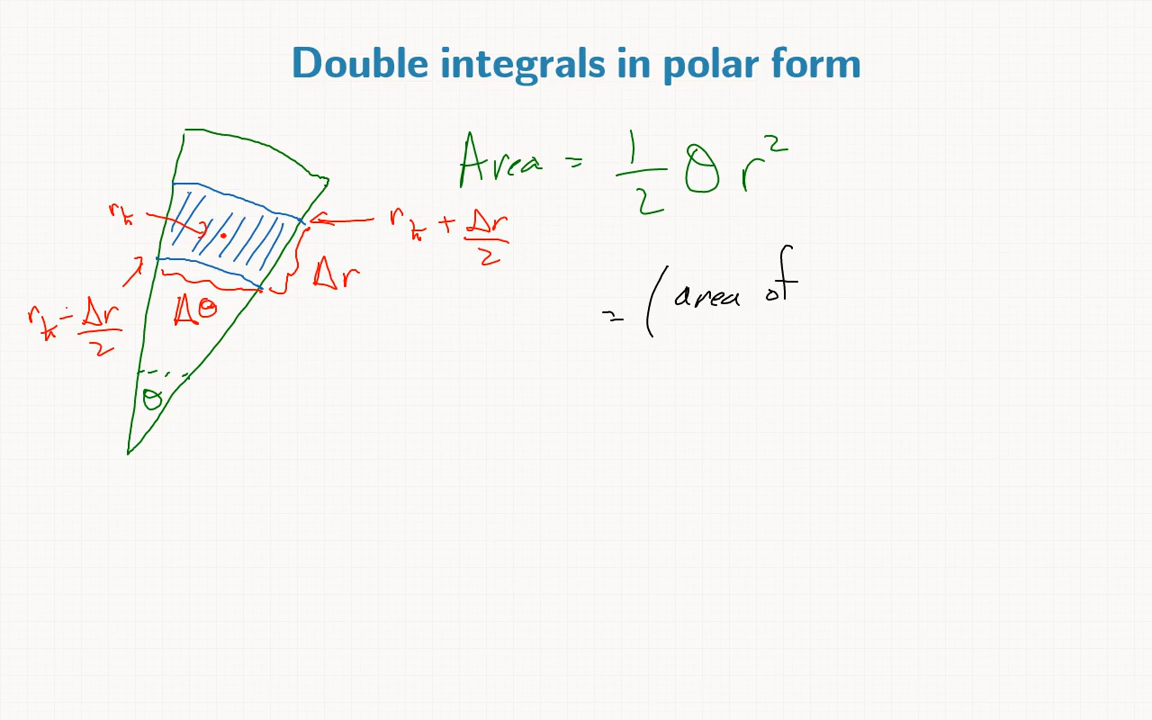 Double integrals in polar form
Area = 1/2 θ r²
r_k
r_k + Δr/2
Δr
r_k - Δr/2
Δθ
θ
= (area of